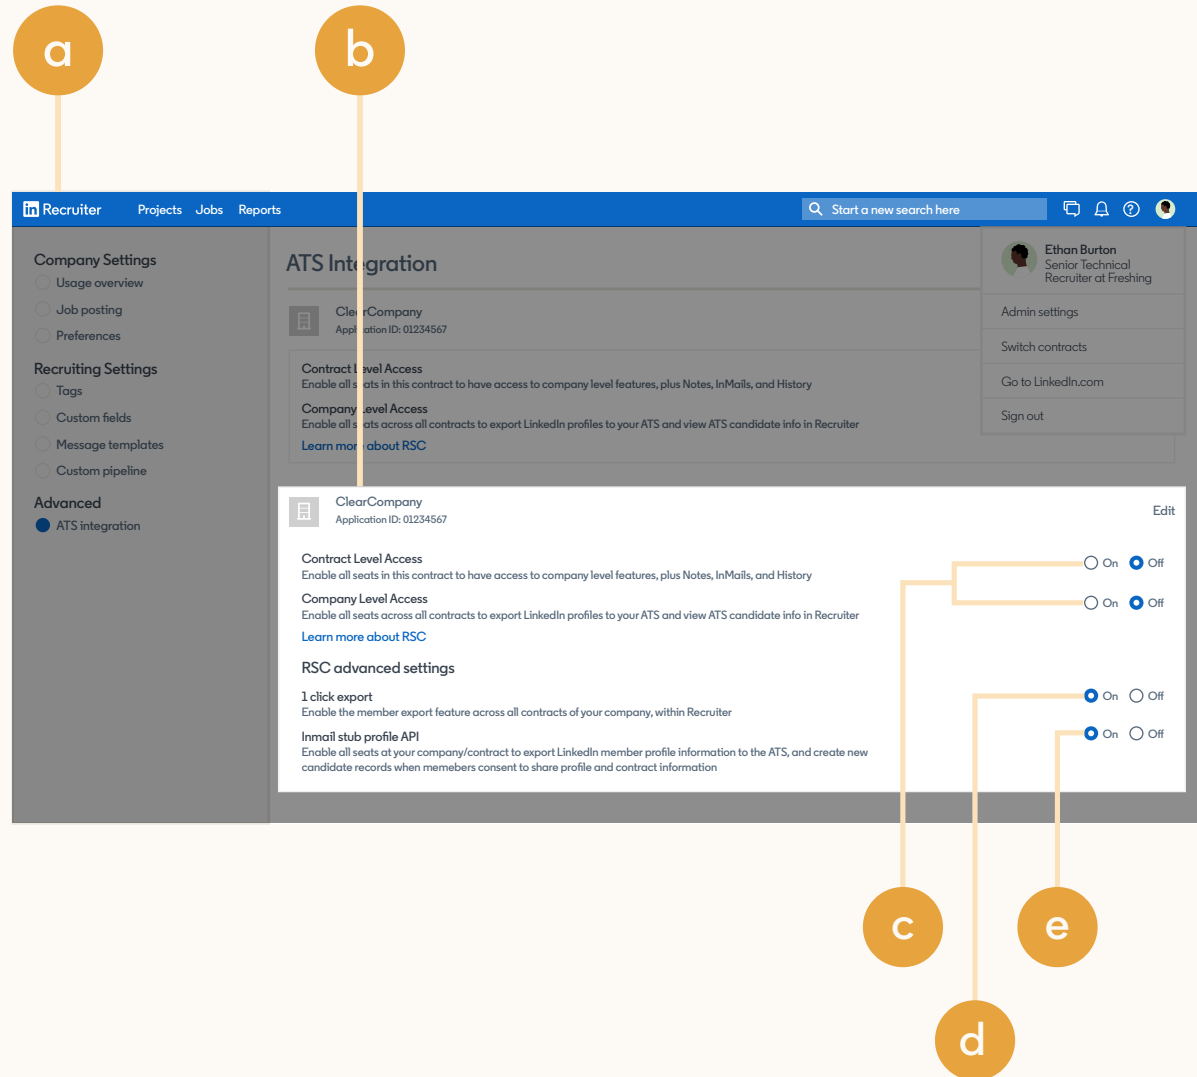 a
b
in Recruiter Projects Jobs Reports Start a new search here
Company Settings
Usage overview
Job posting
Preferences
Recruiting Settings
Tags
Custom fields
Message templates
Custom pipeline
Advanced
ATS integration
ATS Integration
ClearCompany
Application ID: 01234567
Contract Level Access
Enable all seats in this contract to have access to company level features, plus Notes, InMails, and History
Company Level Access
Enable all seats across all contracts to export LinkedIn profiles to your ATS and view ATS candidate info in Recruiter
Learn more about RSC
Ethan Burton
Senior Technical
Recruiter at Freshing
Admin settings
Switch contracts
Go to LinkedIn.com
Sign out
ClearCompany
Application ID: 01234567
Edit
Contract Level Access
Enable all seats in this contract to have access to company level features, plus Notes, InMails, and History
On Off
Company Level Access
Enable all seats across all contracts to export LinkedIn profiles to your ATS and view ATS candidate info in Recruiter
On Off
Learn more about RSC
RSC advanced settings
1 click export
Enable the member export feature across all contracts of your company, within Recruiter
On Off
Inmail stub profile API
Enable all seats at your company/contract to export LinkedIn member profile information to the ATS, and create new
candidate records when memebers consent to share profile and contract information
On Off
c
e
d